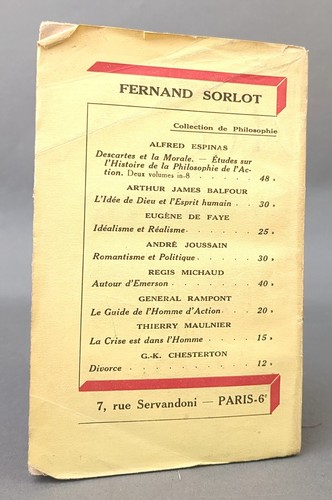 FERNAND SORLOT
Collection de Philosophie
ALFRED ESPINAS
Descartes et la Morale. — Études sur
l'Histoire de la Philosophie de l'Ac-
tion. Deux volumes in-8 . . . . . . 48 »
ARTHUR JAMES BALFOUR
L'Idée de Dieu et l'Esprit humain . 30 »
EUGÈNE DE FAYE
Idéalisme et Réalisme . . . . . . . 25 »
ANDRÉ JOUSSAIN
Romantisme et Politique . . . . . . 30 »
REGIS MICHAUD
Autour d'Emerson . . . . . . . . 40 »
GENERAL RAMPONT
Le Guide de l'Homme d'Action . . . 20 »
THIERRY MAULNIER
La Crise est dans l'Homme . . . . . 15 »
G.-K. CHESTERTON
Divorce . . . . . . . . . . . . 12 »
7, rue Servandoni — PARIS-6e